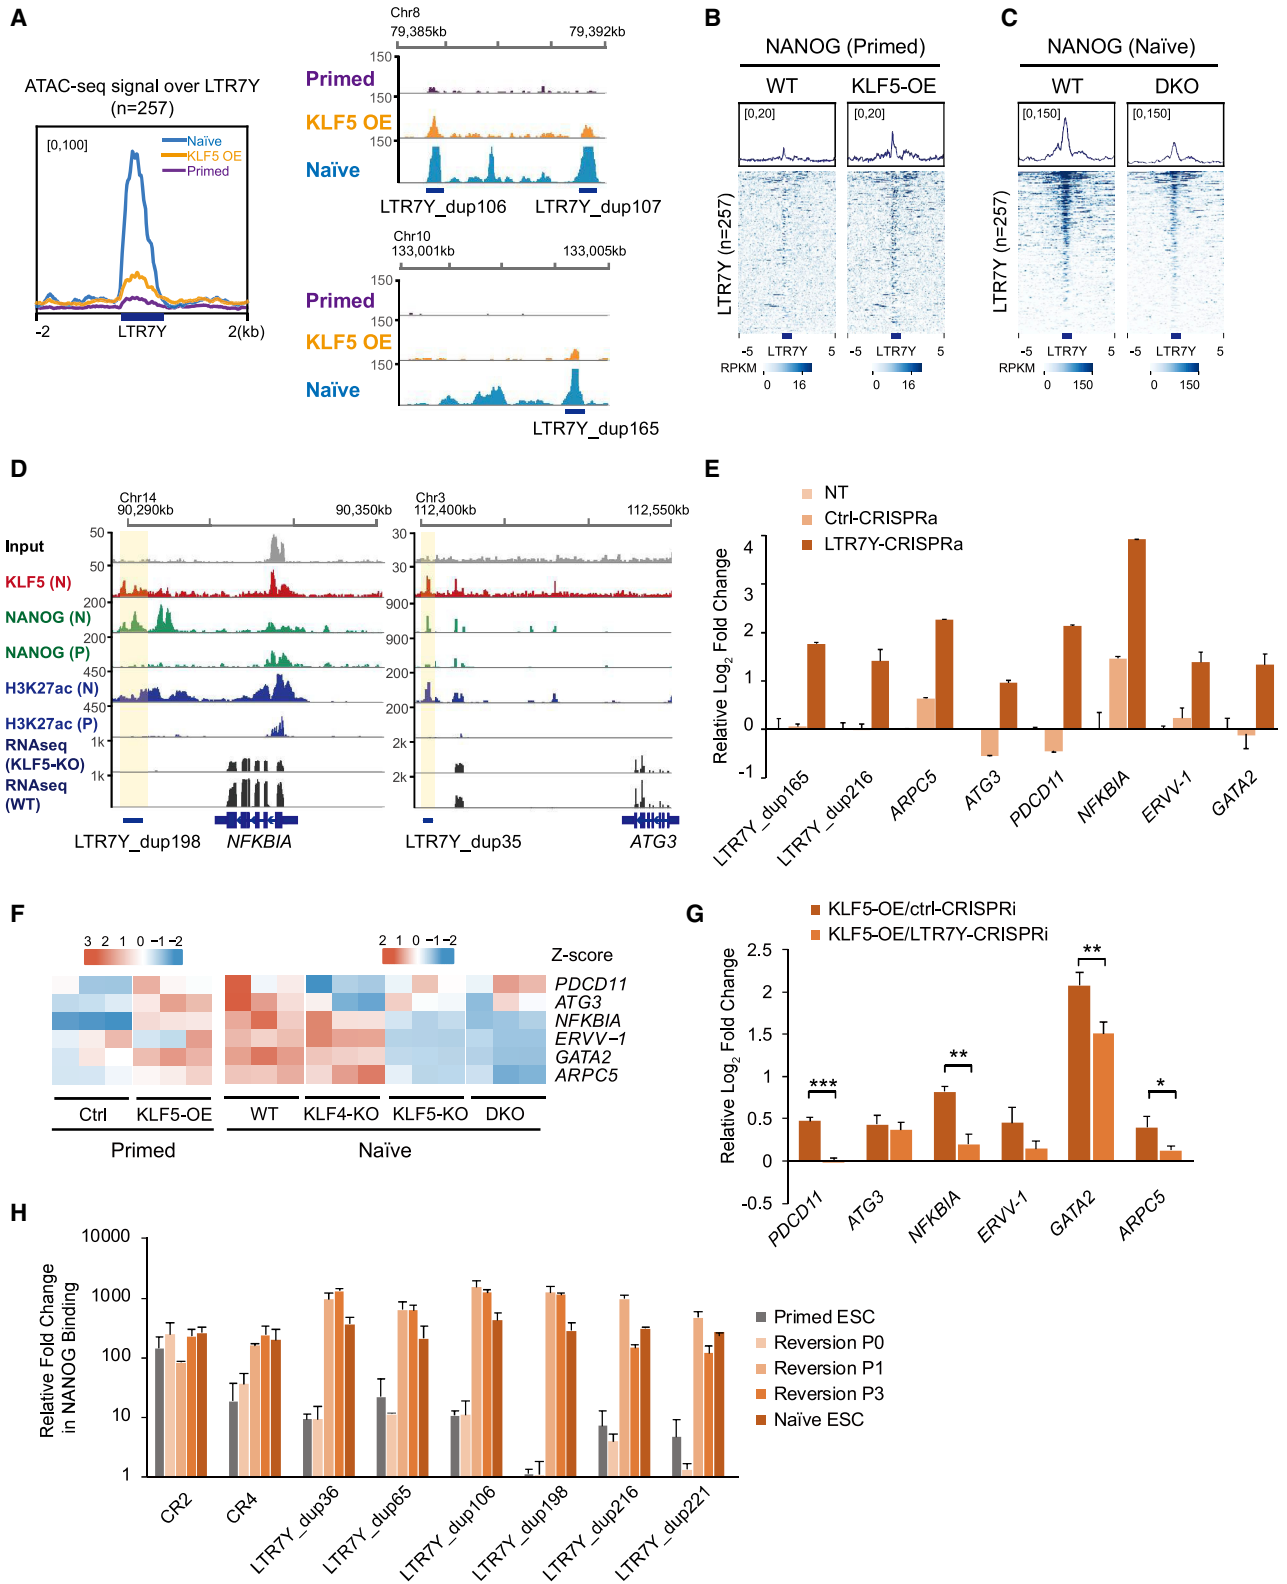 A
ATAC-seq signal over LTR7Y
(n=257)
[0,100]
Naïve
KLF5 OE
Primed
-2
LTR7Y
2(kb)
Chr8
79,385kb
79,392kb
150
Primed
150
KLF5 OE
150
Naïve
LTR7Y_dup106
LTR7Y_dup107
Chr10
133,001kb
133,005kb
150
Primed
150
KLF5 OE
150
Naïve
LTR7Y_dup165
B
NANOG (Primed)
WT
KLF5-OE
[0,20]
[0,20]
LTR7Y (n=257)
-5 LTR7Y 5
-5 LTR7Y 5
RPKM
0 16
0 16
C
NANOG (Naïve)
WT
DKO
[0,150]
[0,150]
LTR7Y (n=257)
-5 LTR7Y 5
-5 LTR7Y 5
RPKM
0 150
0 150
D
Chr14
90,290kb
90,350kb
Chr3
112,400kb
112,550kb
Input
50
30
KLF5 (N)
50
30
NANOG (N)
200
900
NANOG (P)
200
900
H3K27ac (N)
450
200
H3K27ac (P)
450
200
RNAseq
(KLF5-KO)
1k
2k
RNAseq
(WT)
1k
2k
LTR7Y_dup198
NFKBIA
LTR7Y_dup35
ATG3
E
NT
Ctrl-CRISPRa
LTR7Y-CRISPRa
Relative Log2 Fold Change
4
3
2
1
0
-1
LTR7Y_dup165
LTR7Y_dup216
ARPC5
ATG3
PDCD11
NFKBIA
ERVV-1
GATA2
F
3 2 1 0 −1−2
2 1 0 −1−2
Z-score
PDCD11
ATG3
NFKBIA
ERVV−1
GATA2
ARPC5
Ctrl
KLF5-OE
WT
KLF4-KO
KLF5-KO
DKO
Primed
Naïve
G
KLF5-OE/ctrl-CRISPRi
KLF5-OE/LTR7Y-CRISPRi
Relative Log2 Fold Change
2.5
2
1.5
1
0.5
0
-0.5
***
**
**
*
PDCD11
ATG3
NFKBIA
ERVV-1
GATA2
ARPC5
H
Relative Fold Change
in NANOG Binding
10000
1000
100
10
1
CR2
CR4
LTR7Y_dup36
LTR7Y_dup65
LTR7Y_dup106
LTR7Y_dup198
LTR7Y_dup216
LTR7Y_dup221
Primed ESC
Reversion P0
Reversion P1
Reversion P3
Naïve ESC